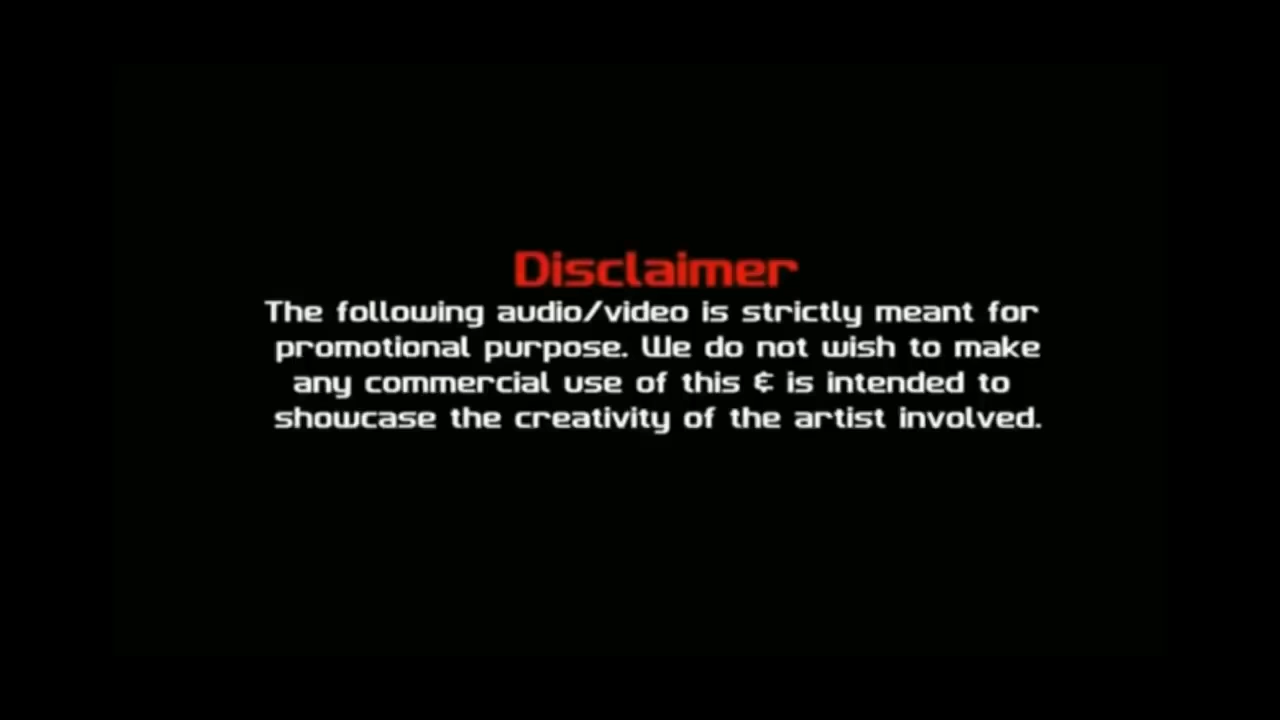 Disclaimer
The following audio/video is strictly meant for
promotional purpose. We do not wish to make
any commercial use of this & is intended to
showcase the creativity of the artist involved.